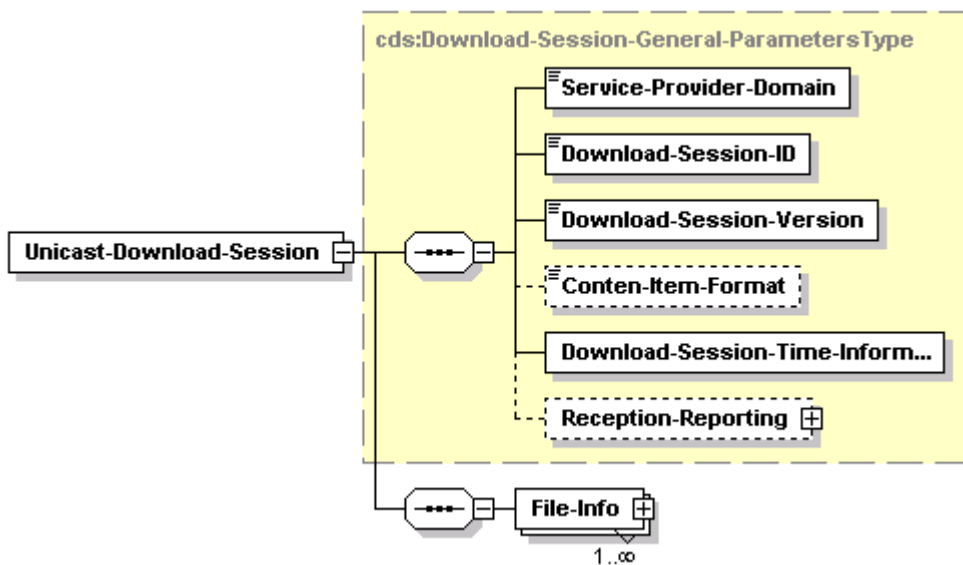 cds:Download-Session-General-ParametersType
Service-Provider-Domain
Download-Session-ID
Download-Session-Version
Unicast-Download-Session
Conten-Item-Format
Download-Session-Time-Inform...
Reception-Reporting
File-Info
1..∞